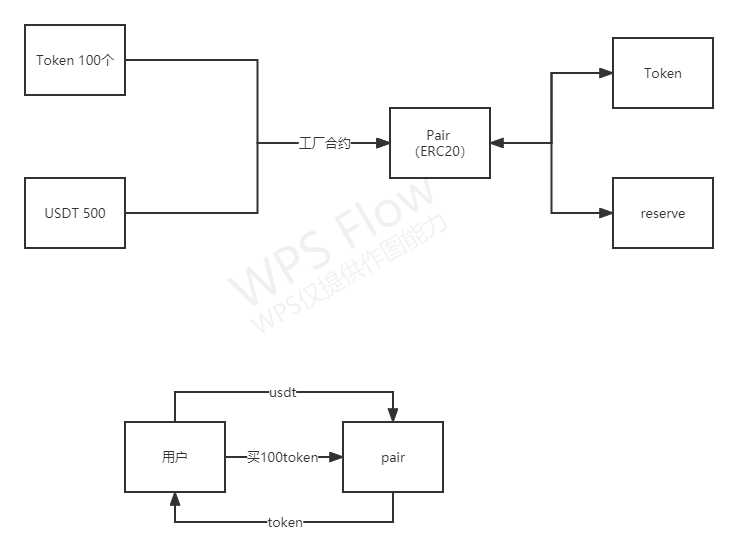 Token 100个
Token
工厂合约
Pair
（ERC20）
USDT 500
reserve
WPS Flow
WPS仅提供作图能力
usdt
用户
买100token
pair
token